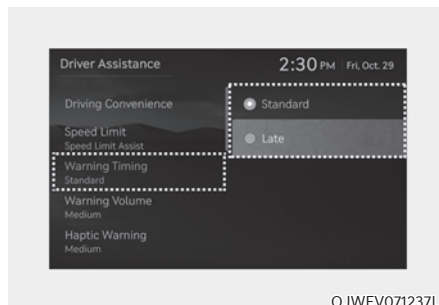 Driver Assistance
2:30 PM Fri, Oct. 29
Driving Convenience
Standard
Speed Limit
Speed Limit Assist
Late
Warning Timing
Standard
Warning Volume
Medium
Haptic Warning
Medium
OJWEV071237L